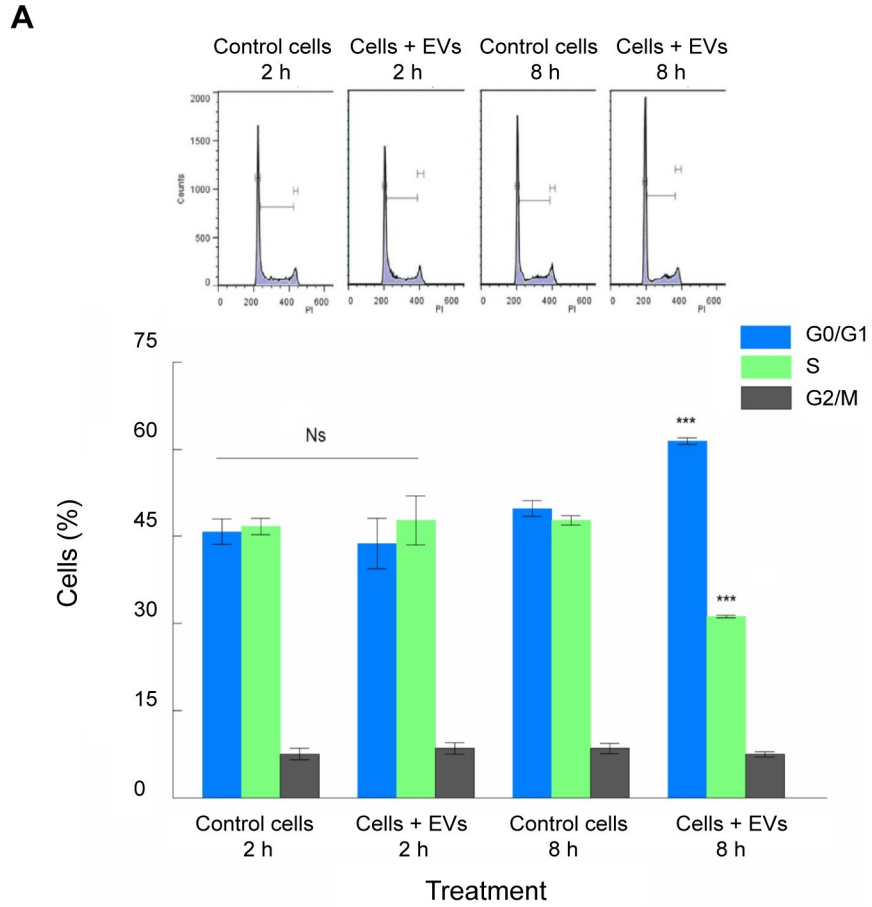 A
Control cells Cells + EVs Control cells Cells + EVs
2 h 2 h 8 h 8 h
2000
1500
1000
500
0
Counts
0 200 400 600 0 200 400 600 0 200 400 600 0 200 400 600
PI PI PI PI
75
60
45
30
15
0
Cells (%)
G0/G1
S
G2/M
Ns
***
***
Control cells Cells + EVs Control cells Cells + EVs
2 h 2 h 8 h 8 h
Treatment